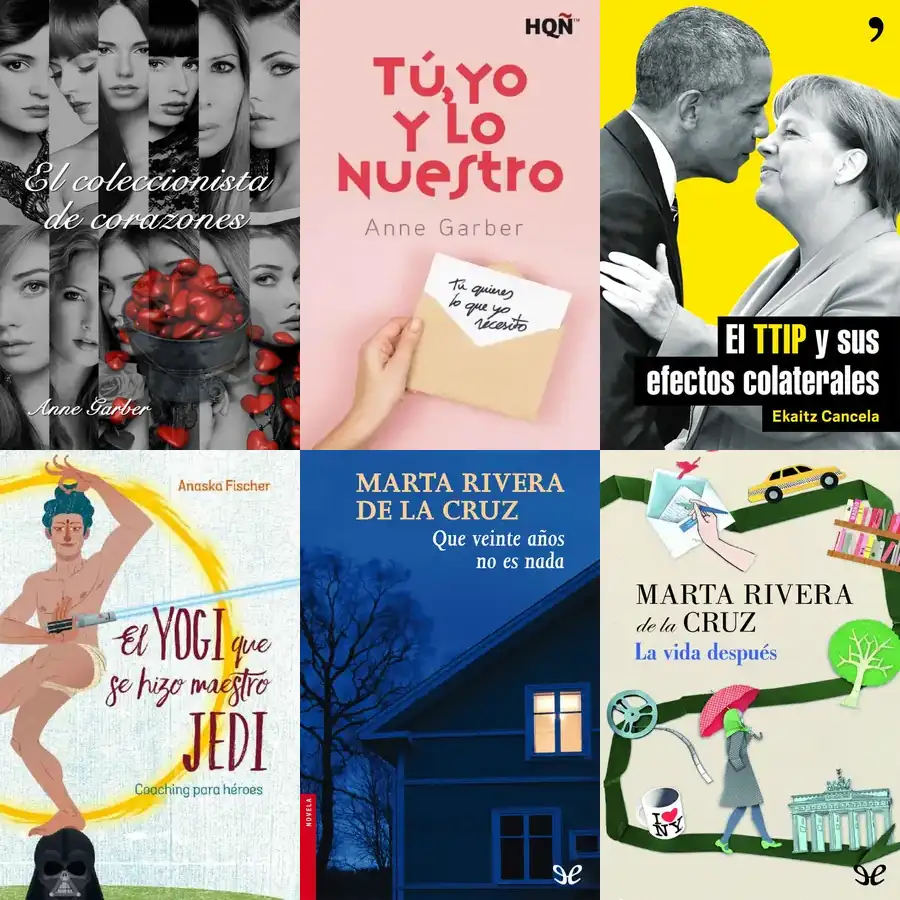 El coleccionista
de corazones
Anne Garber
HQÑ™
Tú, yo
y lo
Nuestro
Anne Garber
Tú quieres
lo que yo
necesito
El TTIP y sus
efectos colaterales
Ekaitz Cancela
Anaska Fischer
El YOGI que
se hizo maestro
JEDI
Coaching para héroes
MARTA RIVERA
DE LA CRUZ
Que veinte años
no es nada
NOVELA
MARTA RIVERA
de la CRUZ
La vida después
I ♥
NY